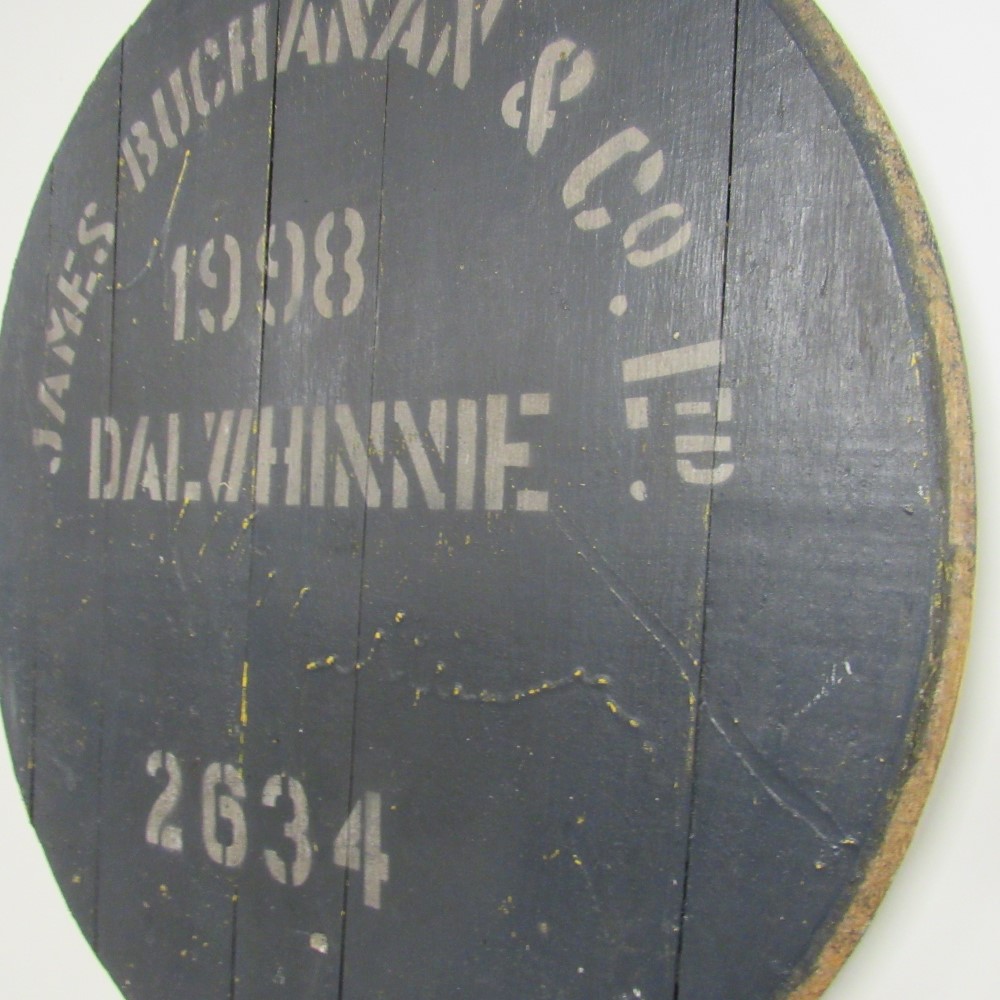 JAMES BUCHANAN & CO. LTD.
1998
DALWHINNIE
2634